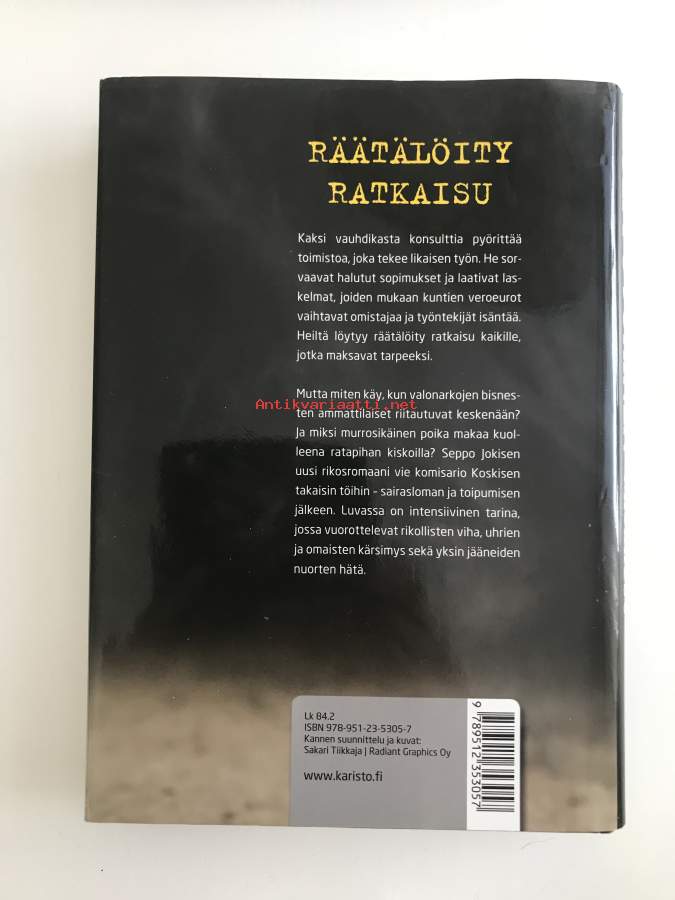 RÄÄTÄLÖITY
RATKAISU
Kaksi vauhdikasta konsulttia pyörittää
toimistoa, joka tekee likaisen työn. He sor-
vaavat halutut sopimukset ja laativat las-
kelmat, joiden mukaan kuntien veroeurot
vaihtavat omistajaa ja työntekijät isäntää.
Heiltä löytyy räätälöity ratkaisu kaikille,
jotka maksavat tarpeeksi.
Mutta miten käy, kun valonarkojen bisnes-
Antikvariaatti.net
ten ammattilaiset riitautuvat keskenään?
Ja miksi murrosikäinen poika makaa kuol-
leena ratapihan kiskoilla? Seppo Jokisen
uusi rikosromaani vie komisario Koskisen
takaisin töihin – sairasloman ja toipumisen
jälkeen. Luvassa on intensiivinen tarina,
jossa vuorottelevat rikollisten viha, uhrien
ja omaisten kärsimys sekä yksin jääneiden
nuorten hätä.
Lk 84.2
ISBN 978-951-23-5305-7
Kannen suunnittelu ja kuvat:
Sakari Tiikkaja | Radiant Graphics Oy
www.karisto.fi
9 789512 353057